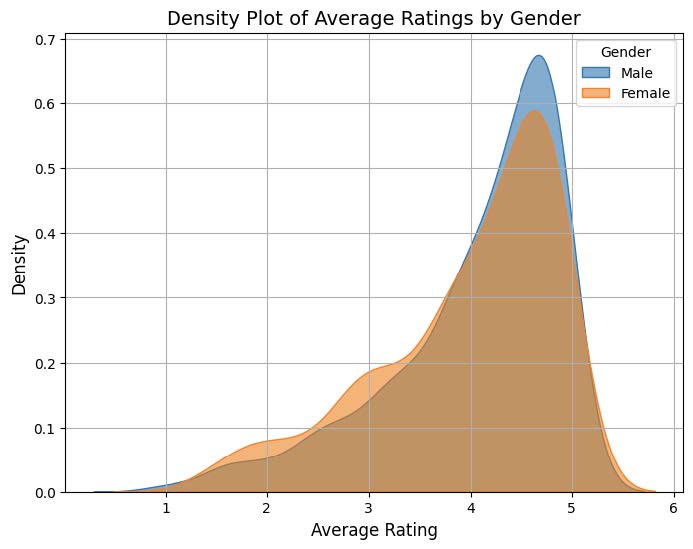 Density Plot of Average Ratings by Gender
0.7
0.6
0.5
0.4
0.3
0.2
0.1
0.0
Density
Gender
Male
Female
1 2 3 4 5 6
Average Rating